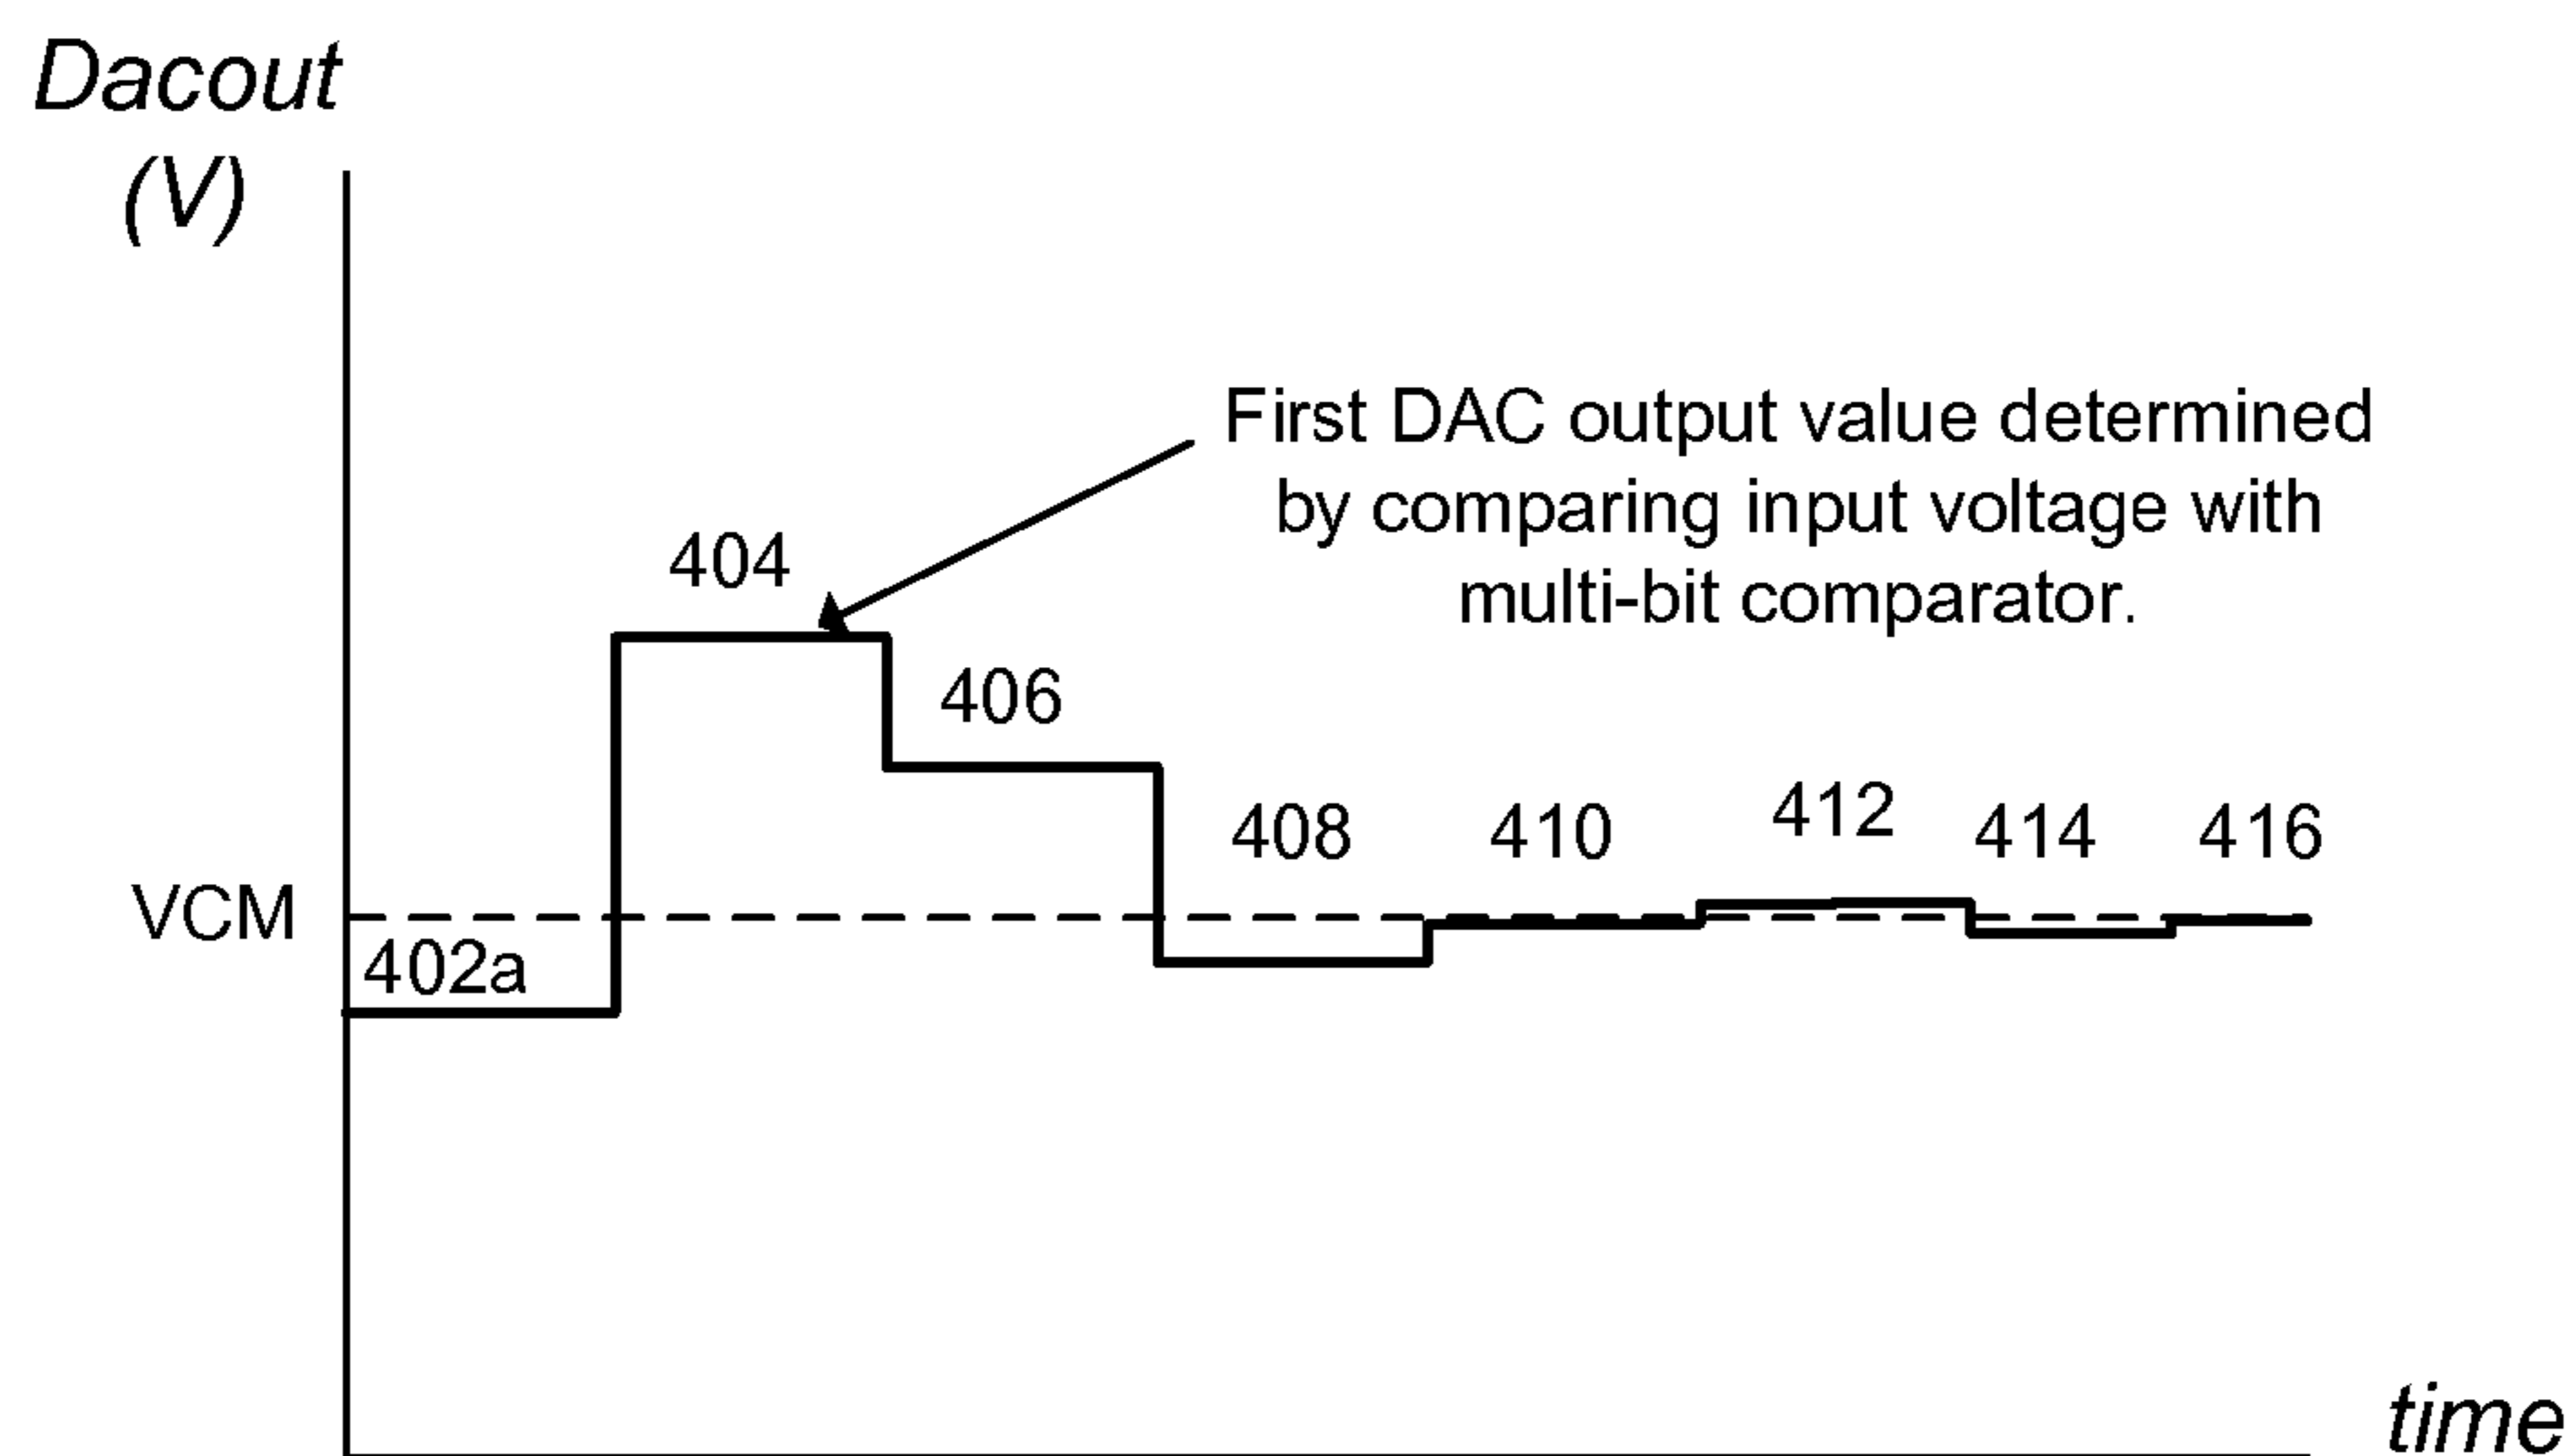 Dacout
(V)
First DAC output value determined
by comparing input voltage with
multi-bit comparator.
404
406
408
410
412
414
416
VCM
402a
time